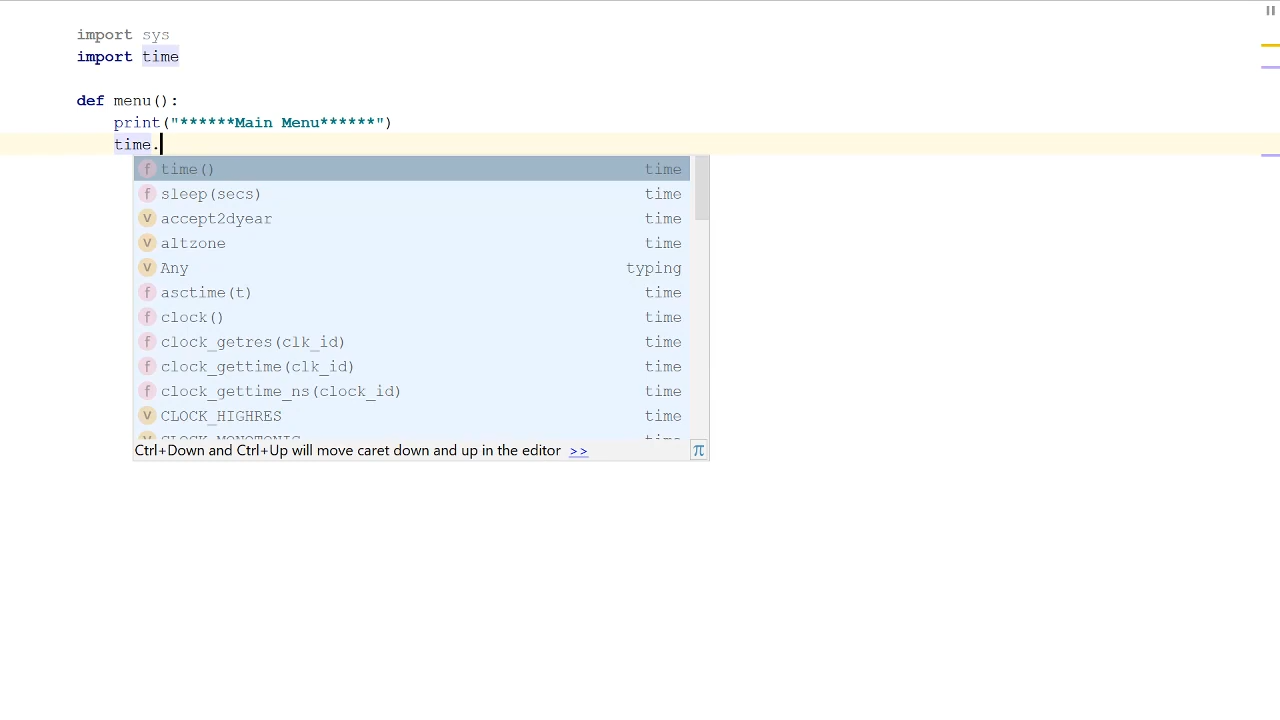 import sys
import time
def menu():
    print("******Main Menu******")
    time.
f time() time
f sleep(secs) time
V accept2dyear time
V altzone time
V Any typing
f asctime(t) time
f clock() time
f clock_getres(clk_id) time
f clock_gettime(clk_id) time
f clock_gettime_ns(clock_id) time
V CLOCK_HIGHRES time
V CLOCK_MONOTONIC time
Ctrl+Down and Ctrl+Up will move caret down and up in the editor >> π